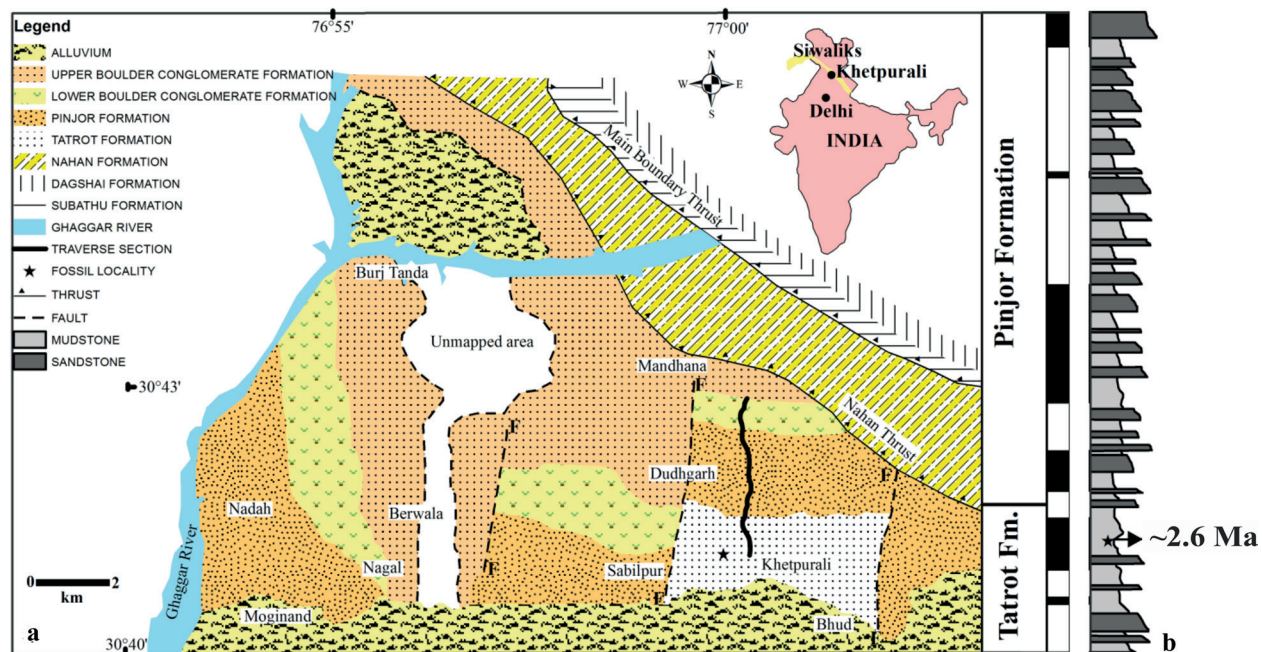 Legend
ALLUVIUM
UPPER BOULDER CONGLOMERATE FORMATION
LOWER BOULDER CONGLOMERATE FORMATION
PINJOR FORMATION
TATROT FORMATION
NAHAN FORMATION
DAGSHAI FORMATION
SUBATHU FORMATION
GHAGGAR RIVER
TRAVERSE SECTION
FOSSIL LOCALITY
THRUST
FAULT
MUDSTONE
SANDSTONE
0 2
km
a
76°55'
77°00'
30°43'
30°40'
N
W E
S
Siwaliks
Khetpurali
Delhi
INDIA
Main Boundary Thrust
Nahan Thrust
Burj Tanda
Unmapped area
Mandhana
F
F
Dudhgarh
F
Nadah
Berwala
Nagal
F
Sabilpur
Khetpurali
F
Moginand
Bhud
F
Ghaggar River
Pinjor Formation
Tatrot Fm.
~2.6 Ma
b